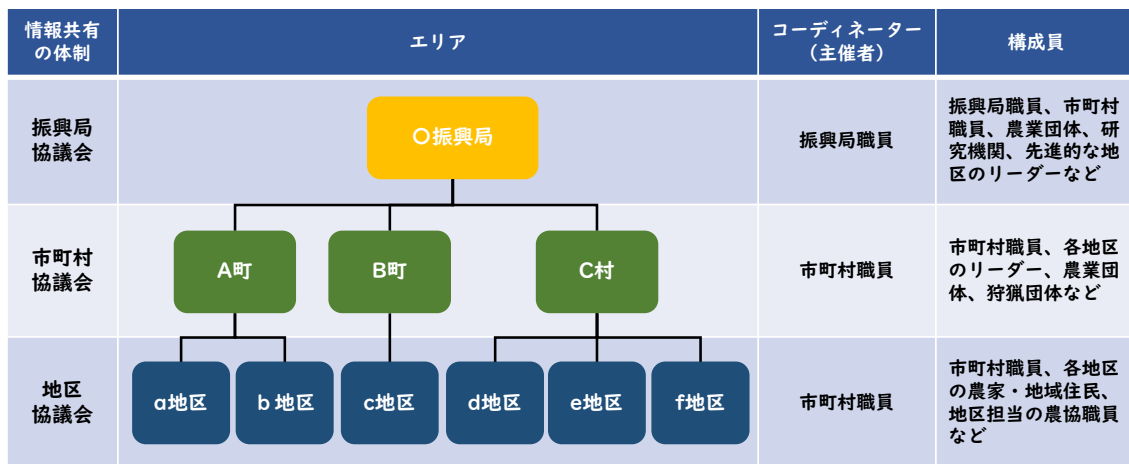 情報共有
の体制
エリア
コーディネーター
（主催者）
構成員
振興局
協議会
〇振興局
振興局職員
振興局職員、市町村
職員、農業団体、研
究機関、先進的な地
区のリーダーなど
市町村
協議会
A町
B町
C村
市町村職員
市町村職員、各地区
のリーダー、農業団
体、狩猟団体など
地区
協議会
a地区
b地区
c地区
d地区
e地区
f地区
市町村職員
市町村職員、各地区
の農家・地域住民、
地区担当の農協職員
など